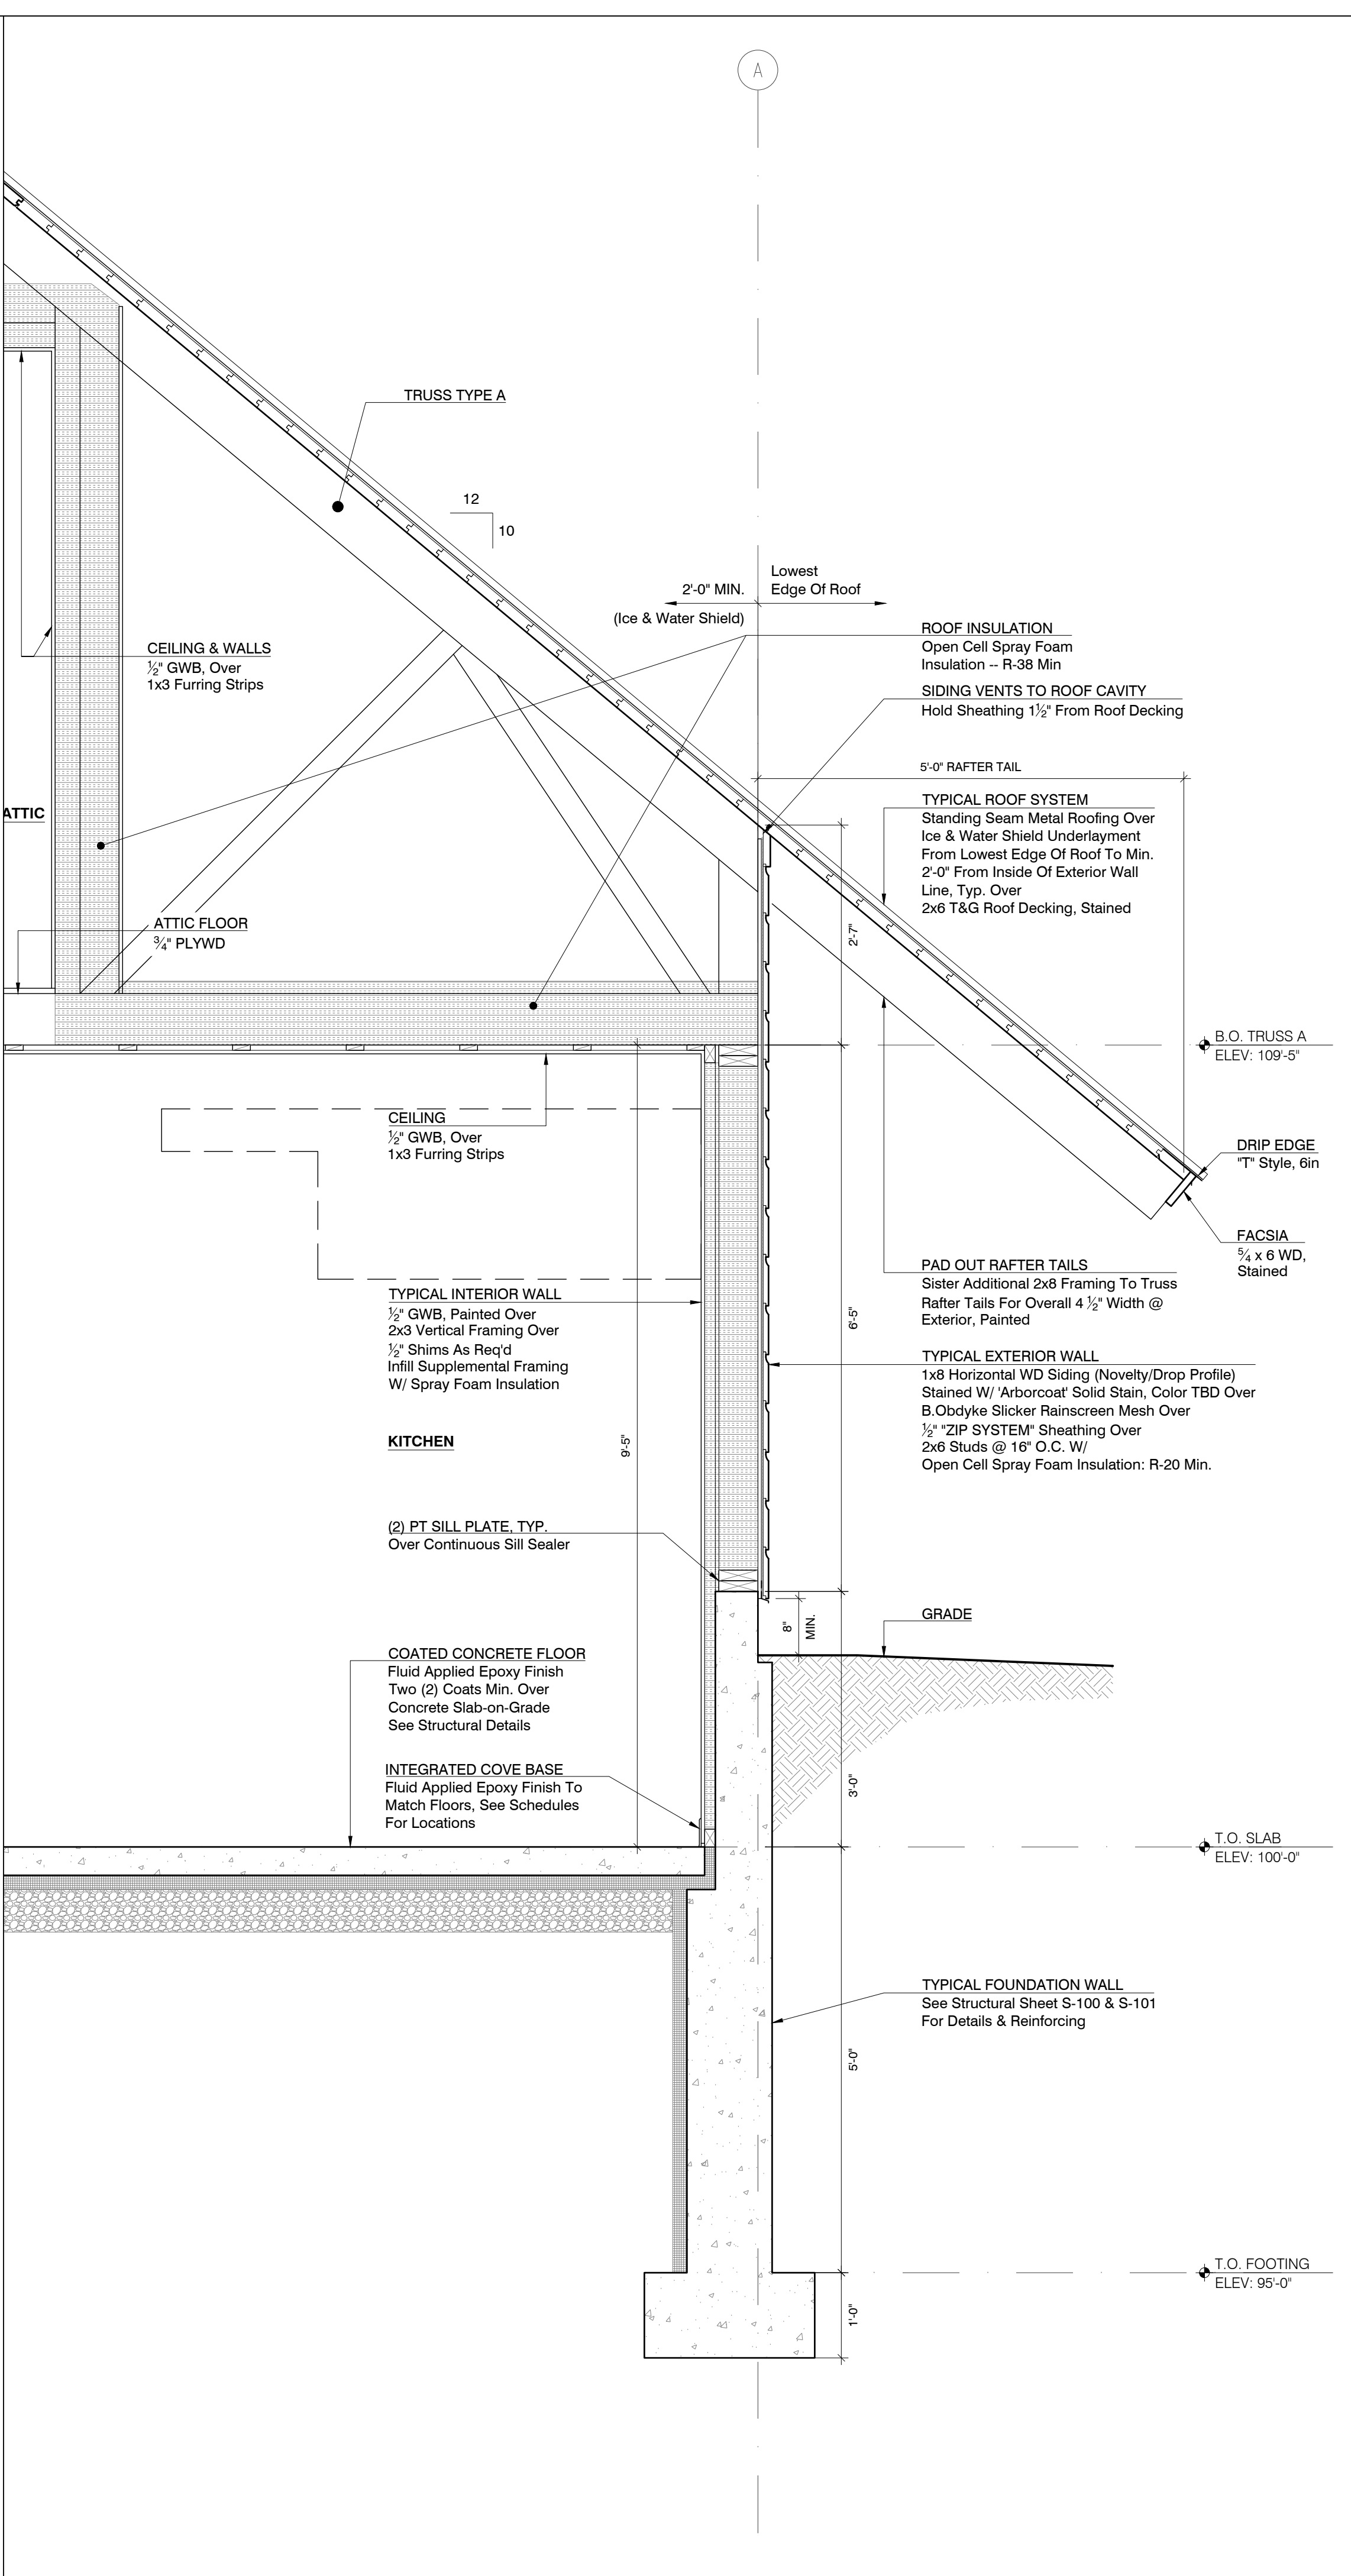 A
TRUSS TYPE A
12
10
2'-0" MIN.
(Ice & Water Shield)
Lowest
Edge Of Roof
ROOF INSULATION
Open Cell Spray Foam
Insulation -- R-38 Min
CEILING & WALLS
½" GWB, Over
1x3 Furring Strips
SIDING VENTS TO ROOF CAVITY
Hold Sheathing 1½" From Roof Decking
5'-0" RAFTER TAIL
TYPICAL ROOF SYSTEM
Standing Seam Metal Roofing Over
Ice & Water Shield Underlayment
From Lowest Edge Of Roof To Min.
2'-0" From Inside Of Exterior Wall
Line, Typ. Over
2x6 T&G Roof Decking, Stained
ATTIC
ATTIC FLOOR
¾" PLYWD
2'-7"
B.O. TRUSS A
ELEV: 109'-5"
CEILING
½" GWB, Over
1x3 Furring Strips
DRIP EDGE
"T" Style, 6in
FACSIA
5⁄4 x 6 WD,
Stained
PAD OUT RAFTER TAILS
Sister Additional 2x8 Framing To Truss
Rafter Tails For Overall 4 ½" Width @
Exterior, Painted
TYPICAL INTERIOR WALL
½" GWB, Painted Over
2x3 Vertical Framing Over
½" Shims As Req'd
Infill Supplemental Framing
W/ Spray Foam Insulation
6'-5"
TYPICAL EXTERIOR WALL
1x8 Horizontal WD Siding (Novelty/Drop Profile)
Stained W/ 'Arborcoat' Solid Stain, Color TBD Over
B.Obdyke Slicker Rainscreen Mesh Over
½" "ZIP SYSTEM" Sheathing Over
2x6 Studs @ 16" O.C. W/
Open Cell Spray Foam Insulation: R-20 Min.
KITCHEN
9'-5"
(2) PT SILL PLATE, TYP.
Over Continuous Sill Sealer
8"
MIN.
GRADE
COATED CONCRETE FLOOR
Fluid Applied Epoxy Finish
Two (2) Coats Min. Over
Concrete Slab-on-Grade
See Structural Details
INTEGRATED COVE BASE
Fluid Applied Epoxy Finish To
Match Floors, See Schedules
For Locations
3'-0"
T.O. SLAB
ELEV: 100'-0"
TYPICAL FOUNDATION WALL
See Structural Sheet S-100 & S-101
For Details & Reinforcing
5'-0"
T.O. FOOTING
ELEV: 95'-0"
1'-0"